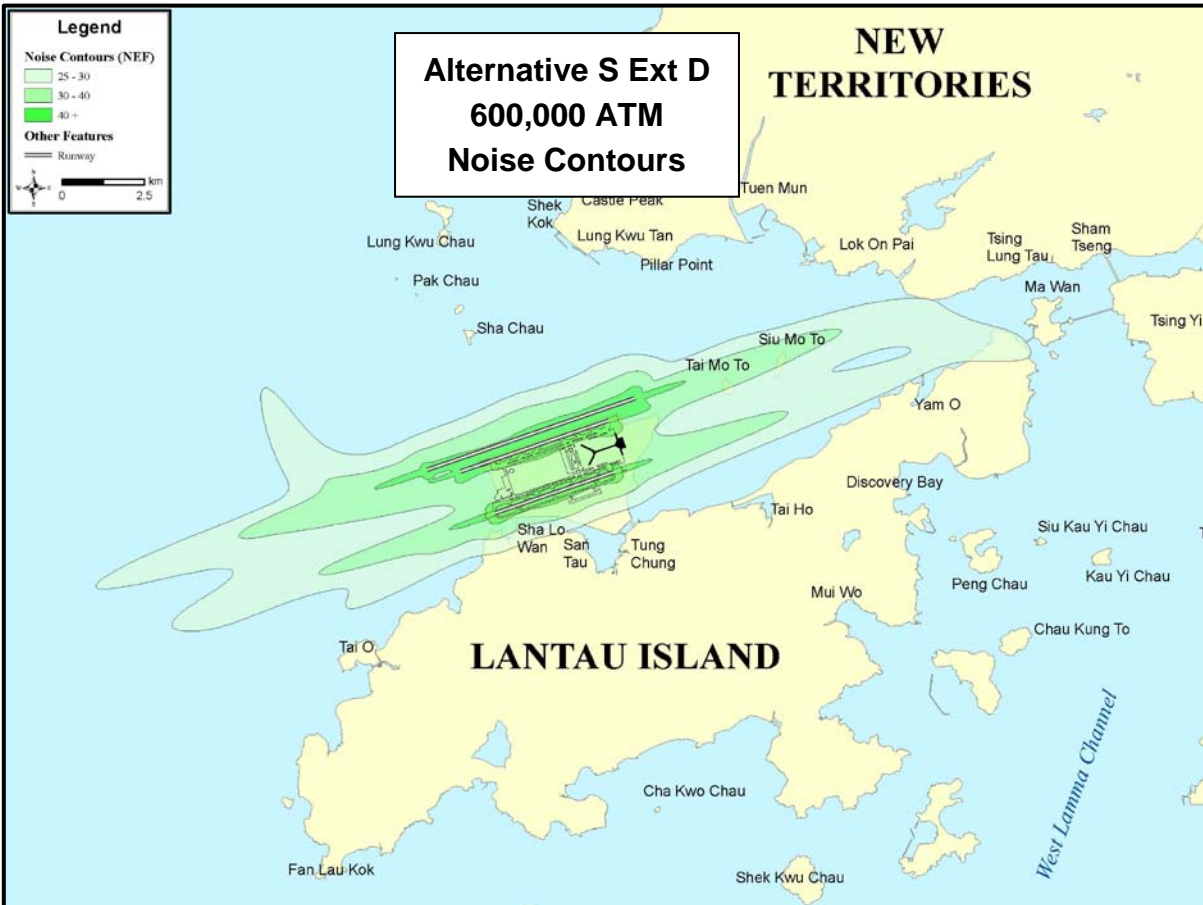 Legend
Noise Contours (NEF)
25 - 30
30 - 40
40 +
Other Features
Runway
N
W
E
S
km
0
2.5
Alternative S Ext D
600,000 ATM
Noise Contours
NEW
TERRITORIES
Tuen Mun
Castle Peak
Shek
Kok
Lung Kwu Tan
Pillar Point
Lung Kwu Chau
Pak Chau
Sha Chau
Lok On Pai
Tsing
Lung Tau
Sham
Tseng
Ma Wan
Tsing Yi
Siu Mo To
Tai Mo To
Yam O
Discovery Bay
Tai Ho
Siu Kau Yi Chau
Kau Yi Chau
Peng Chau
Sha Lo
Wan
San
Tau
Tung
Chung
Mui Wo
Chau Kung To
Tai O
LANTAU ISLAND
West Lamma Channel
Cha Kwo Chau
Fan Lau Kok
Shek Kwu Chau